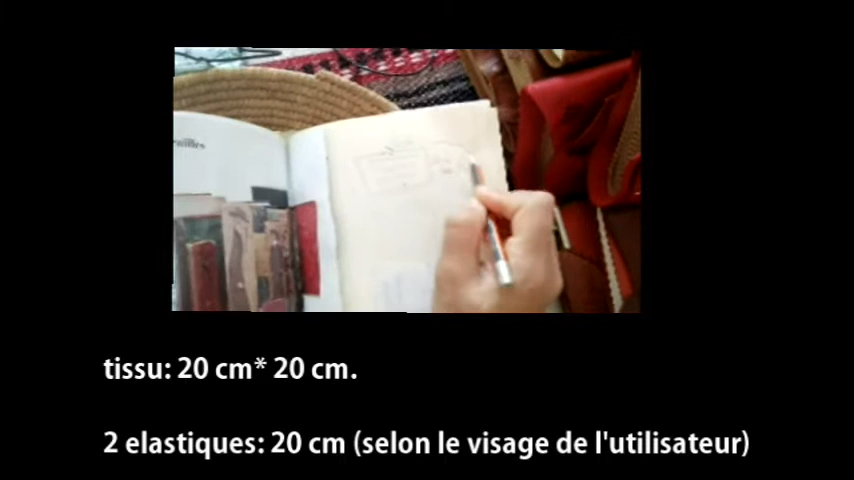 tissu: 20 cm* 20 cm.
2 elastiques: 20 cm (selon le visage de l'utilisateur)